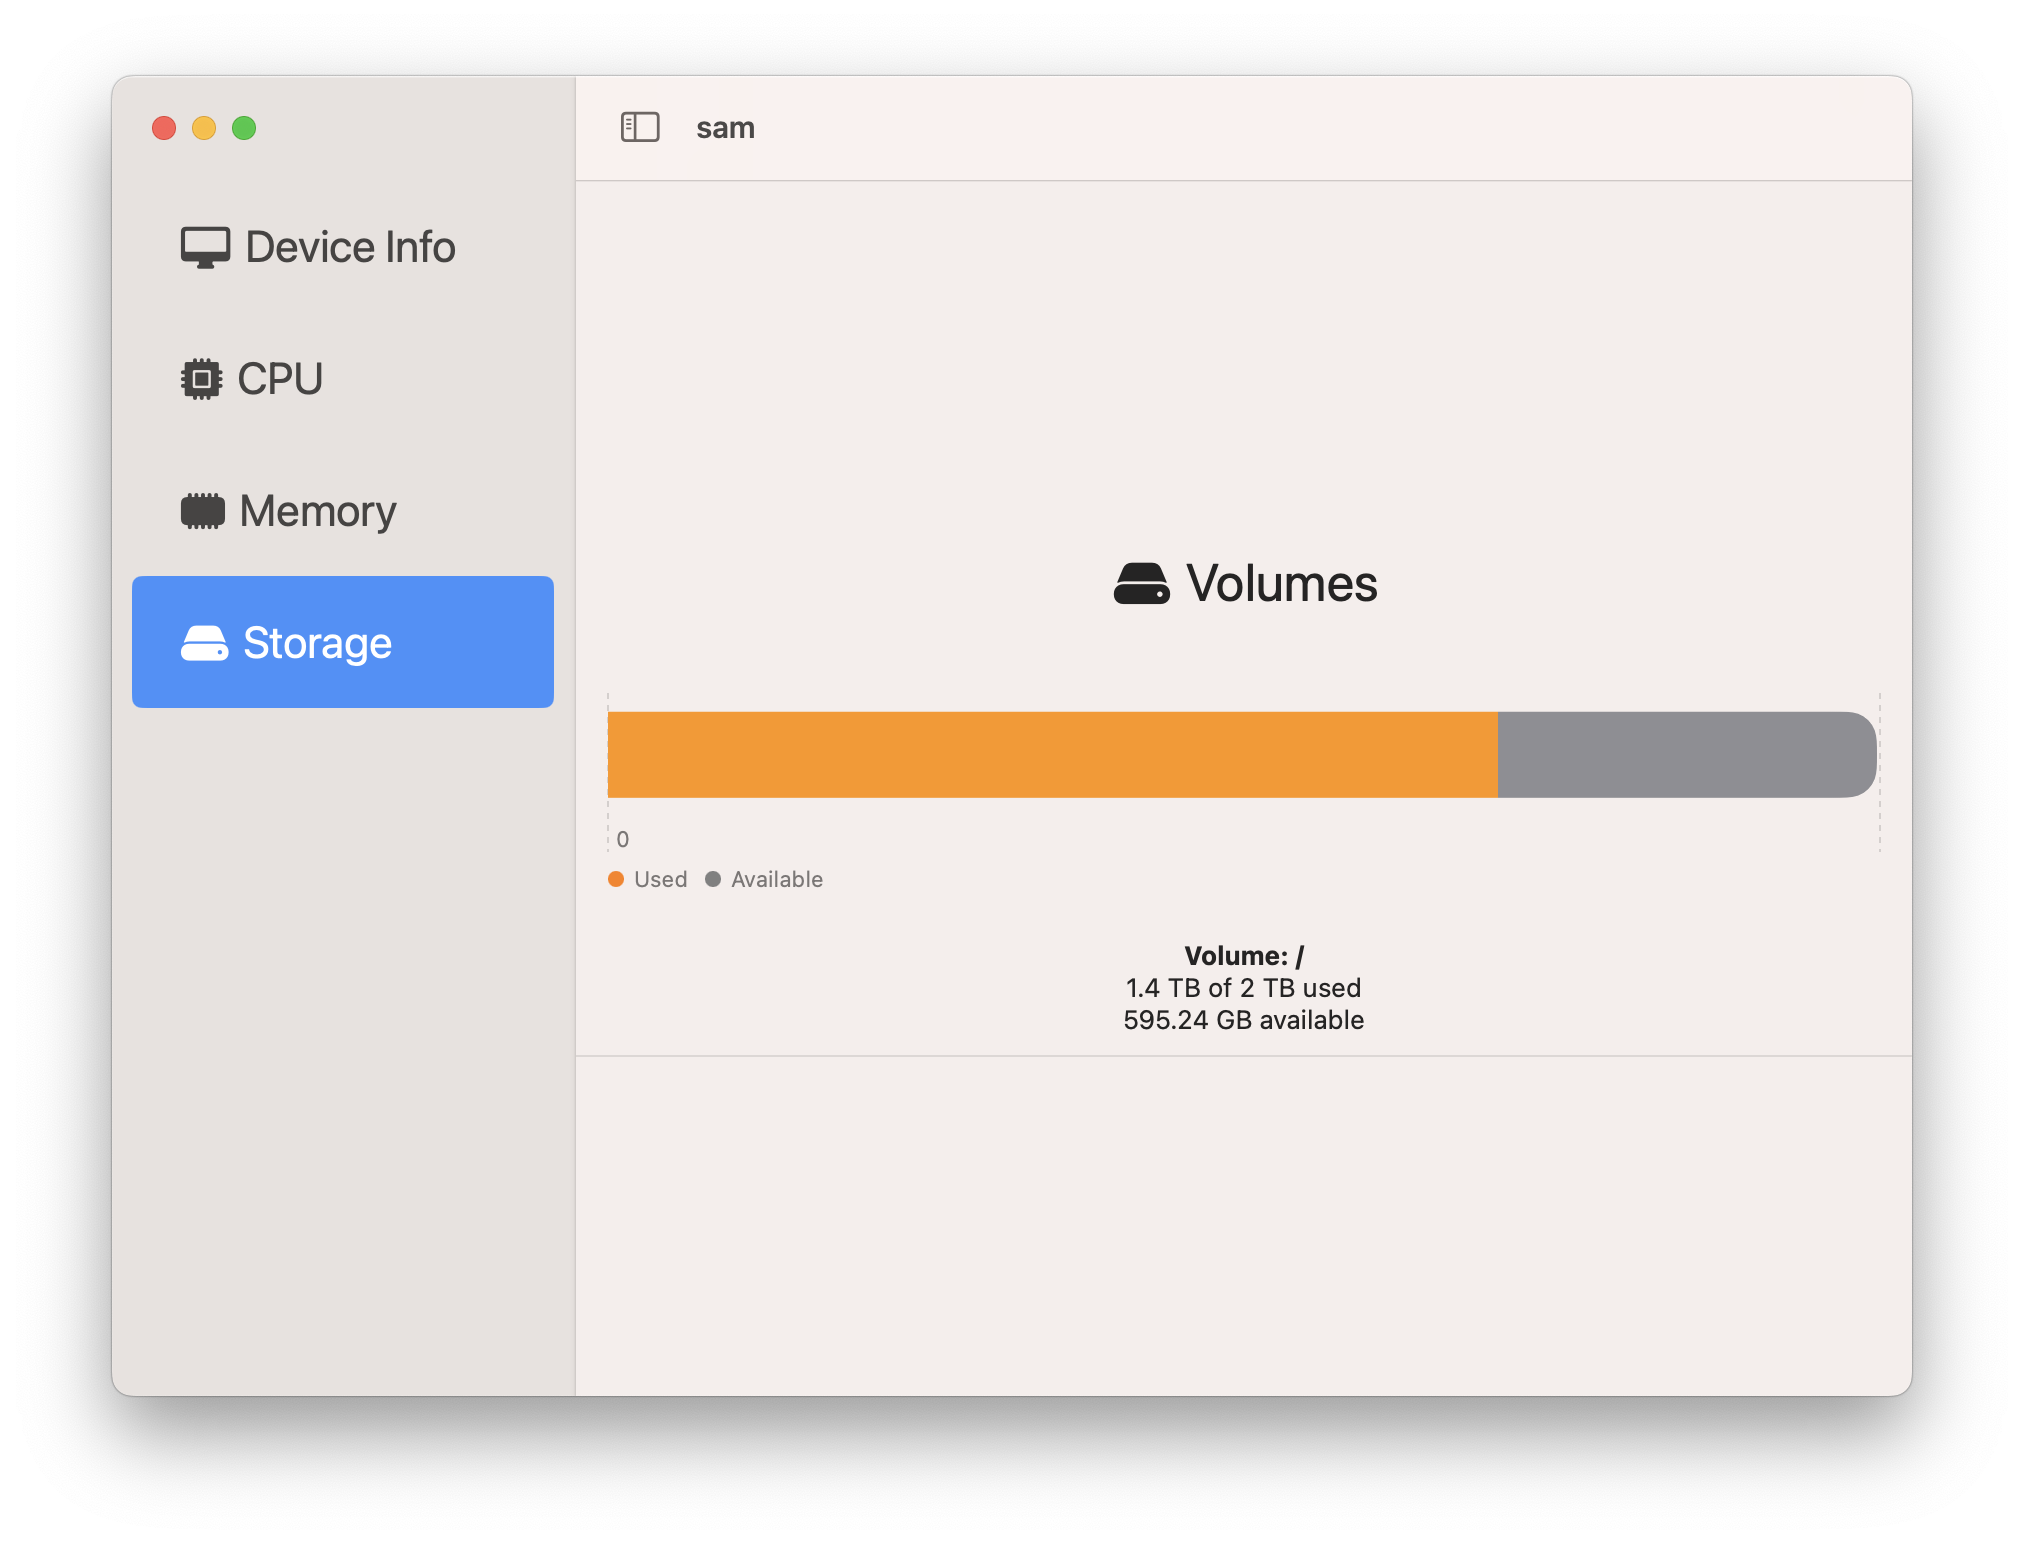 sam
Device Info
CPU
Memory
Storage
Volumes
0
Used Available
Volume: /
1.4 TB of 2 TB used
595.24 GB available